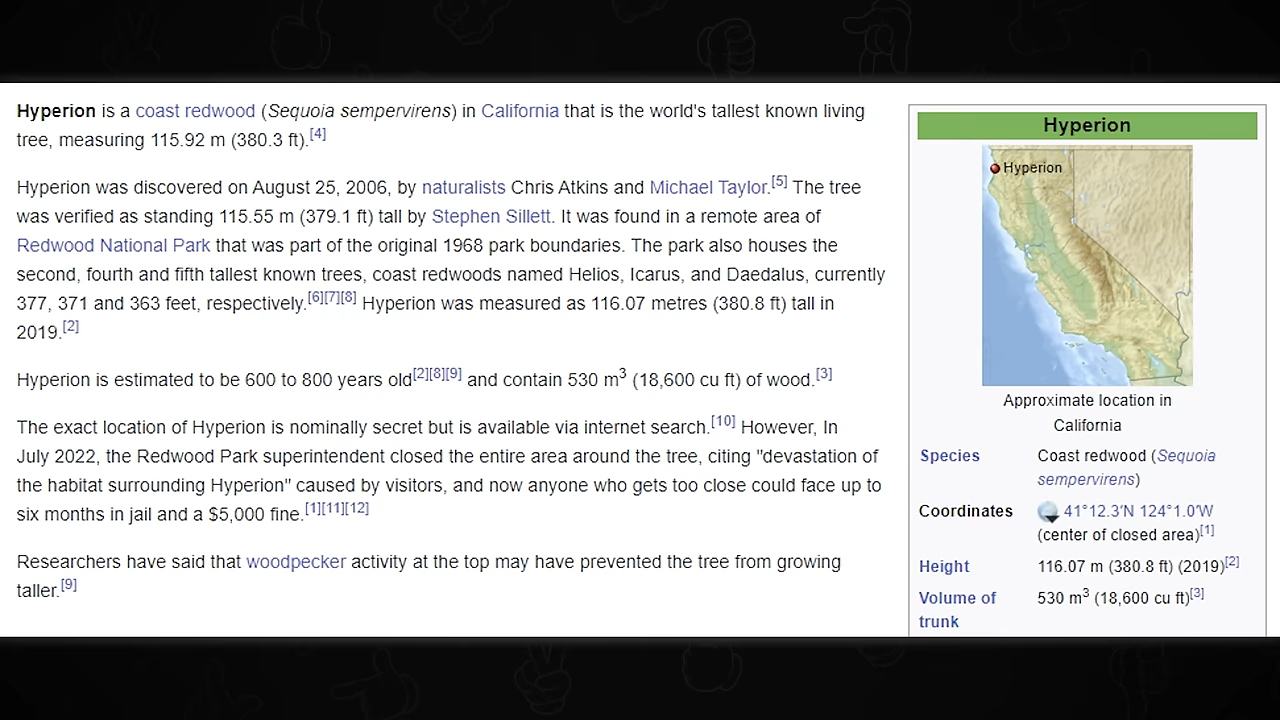 Hyperion is a coast redwood (Sequoia sempervirens) in California that is the world's tallest known living
tree, measuring 115.92 m (380.3 ft).[4]
Hyperion was discovered on August 25, 2006, by naturalists Chris Atkins and Michael Taylor.[5] The tree
was verified as standing 115.55 m (379.1 ft) tall by Stephen Sillett. It was found in a remote area of
Redwood National Park that was part of the original 1968 park boundaries. The park also houses the
second, fourth and fifth tallest known trees, coast redwoods named Helios, Icarus, and Daedalus, currently
377, 371 and 363 feet, respectively.[6][7][8] Hyperion was measured as 116.07 metres (380.8 ft) tall in
2019.[2]
Hyperion is estimated to be 600 to 800 years old[2][8][9] and contain 530 m³ (18,600 cu ft) of wood.[3]
The exact location of Hyperion is nominally secret but is available via internet search.[10] However, In
July 2022, the Redwood Park superintendent closed the entire area around the tree, citing "devastation of
the habitat surrounding Hyperion" caused by visitors, and now anyone who gets too close could face up to
six months in jail and a $5,000 fine.[1][11][12]
Researchers have said that woodpecker activity at the top may have prevented the tree from growing
taller.[9]
Hyperion
Hyperion
Approximate location in
California
Species Coast redwood (Sequoia
sempervirens)
Coordinates 41°12.3′N 124°1.0′W
(center of closed area)[1]
Height 116.07 m (380.8 ft) (2019)[2]
Volume of 530 m³ (18,600 cu ft)[3]
trunk